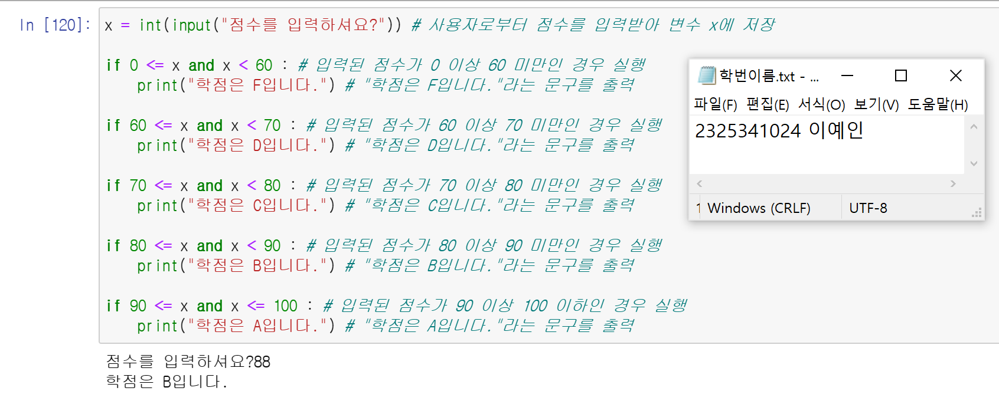 In [120]:
x = int(input("점수를 입력하셔요?")) # 사용자로부터 점수를 입력받아 변수 x에 저장
if 0 <= x and x < 60 : # 입력된 점수가 0 이상 60 미만인 경우 실행
print("학점은 F입니다.") # "학점은 F입니다."라는 문구를 출력
if 60 <= x and x < 70 : # 입력된 점수가 60 이상 70 미만인 경우 실행
print("학점은 D입니다.") # "학점은 D입니다."라는 문구를 출력
if 70 <= x and x < 80 : # 입력된 점수가 70 이상 80 미만인 경우 실행
print("학점은 C입니다.") # "학점은 C입니다."라는 문구를 출력
if 80 <= x and x < 90 : # 입력된 점수가 80 이상 90 미만인 경우 실행
print("학점은 B입니다.") # "학점은 B입니다."라는 문구를 출력
if 90 <= x and x <= 100 : # 입력된 점수가 90 이상 100 이하인 경우 실행
print("학점은 A입니다.") # "학점은 A입니다."라는 문구를 출력
점수를 입력하셔요?88
학점은 B입니다.
학번이름.txt - ...
파일(F) 편집(E) 서식(O) 보기(V) 도움말(H)
2325341024 이예인
1 Windows (CRLF) UTF-8